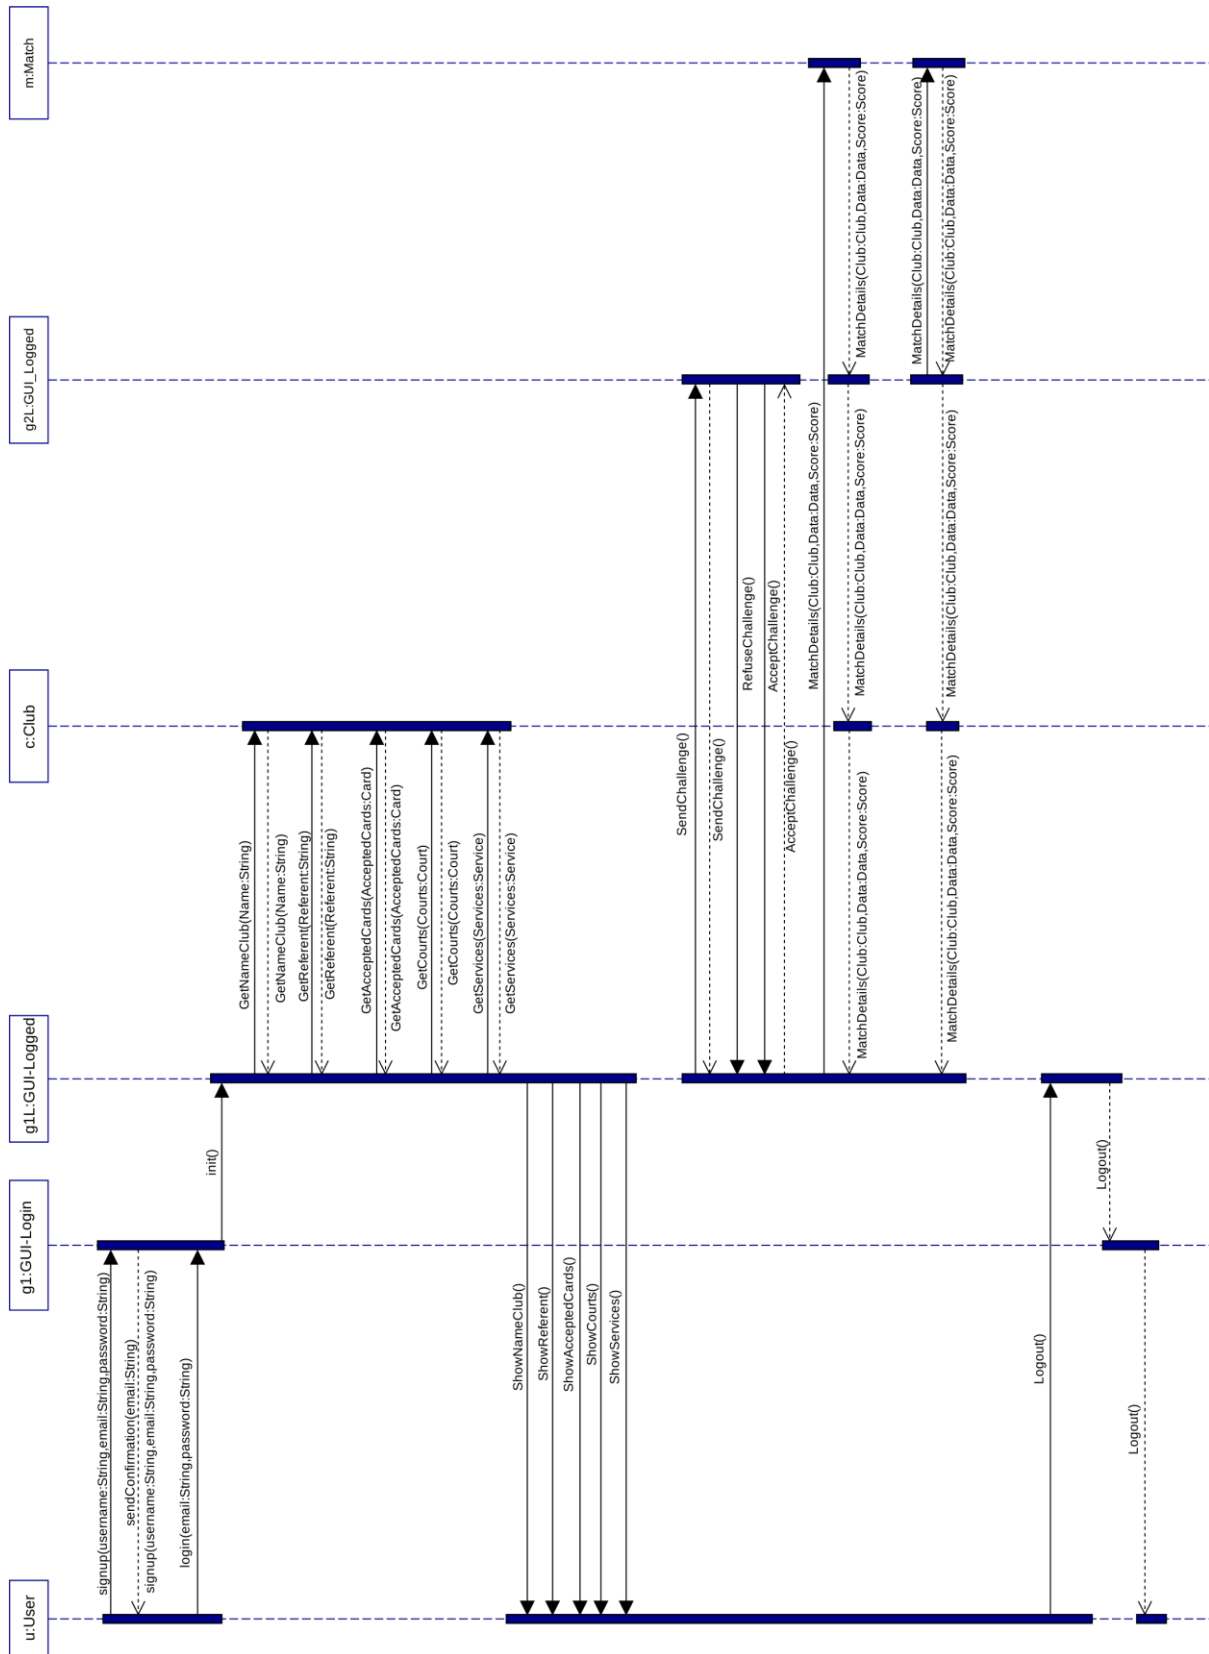 u:User
g1:GUI-Login
g1L:GUI-Logged
c:Club
g2L:GUI_Logged
m:Match
signup(username:String,email:String,password:String)
sendConfirmation(email:String)
signup(username:String,email:String,password:String)
login(email:String,password:String)
init()
GetNameClub(Name:String)
GetNameClub(Name:String)
GetReferent(Referent:String)
GetReferent(Referent:String)
GetAcceptedCards(AcceptedCards:Card)
GetAcceptedCards(AcceptedCards:Card)
GetCourts(Courts:Court)
GetCourts(Courts:Court)
GetServices(Services:Service)
GetServices(Services:Service)
ShowNameClub()
ShowReferent()
ShowAcceptedCards()
ShowCourts()
ShowServices()
SendChallenge()
SendChallenge()
RefuseChallenge()
AcceptChallenge()
AcceptChallenge()
MatchDetails(Club:Club,Data:Data,Score:Score)
MatchDetails(Club:Club,Data:Data,Score:Score)
MatchDetails(Club:Club,Data:Data,Score:Score)
MatchDetails(Club:Club,Data:Data,Score:Score)
MatchDetails(Club:Club,Data:Data,Score:Score)
MatchDetails(Club:Club,Data:Data,Score:Score)
MatchDetails(Club:Club,Data:Data,Score:Score)
MatchDetails(Club:Club,Data:Data,Score:Score)
Logout()
Logout()
Logout()